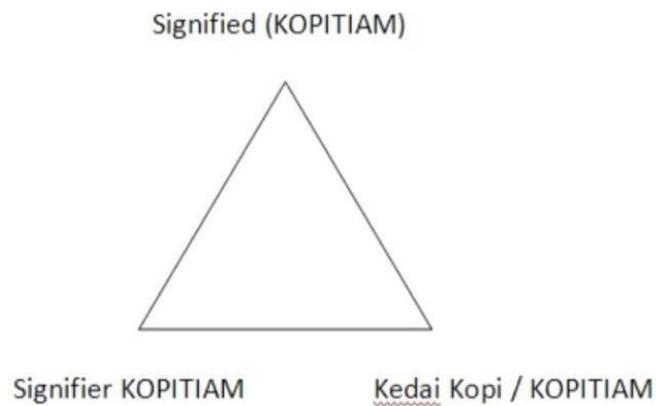 Signified (KOPITIAM)
Signifier KOPITIAM
Kedai Kopi / KOPITIAM